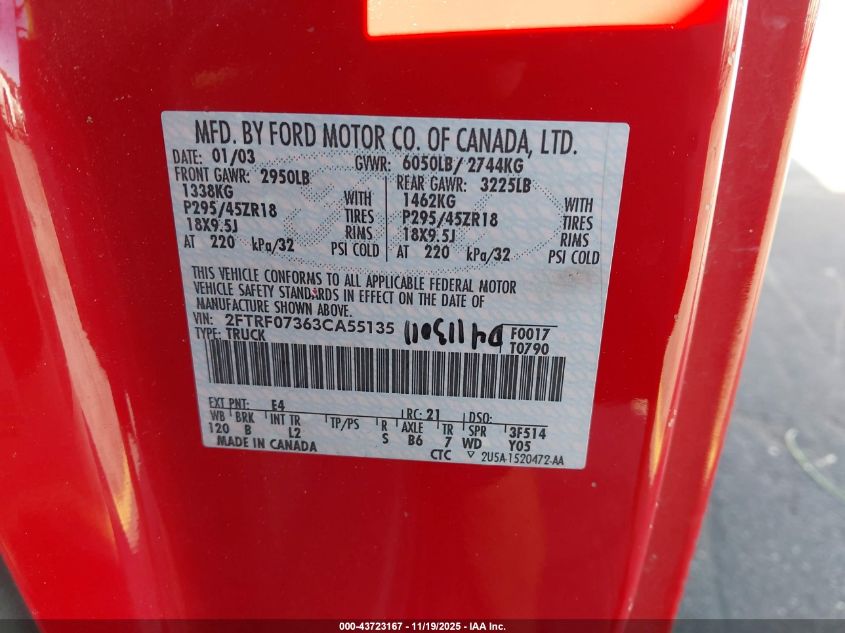 MFD. BY FORD MOTOR CO. OF CANADA, LTD.
DATE: 01/03 GVWR: 6050LB/ 2744KG
FRONT GAWR: 2950LB REAR GAWR: 3225LB
1338KG WITH 1462KG WITH
P295/45ZR18 TIRES P295/45ZR18 TIRES
18X9.5J RIMS 18X9.5J RIMS
AT 220 kPa/32 PSI COLD AT 220 kPa/32 PSI COLD
THIS VEHICLE CONFORMS TO ALL APPLICABLE FEDERAL MOTOR
VEHICLE SAFETY STANDARDS IN EFFECT ON THE DATE OF
MANUFACTURE SHOWN ABOVE.
VIN: 2FTRF07363CA55135 F0017
TYPE: TRUCK T0790
EXT PNT: E4 RC: 21 DSO:
WB BRK INT TR TP/PS R AXLE TR SPR 3F514
120 B L2 S B6 7 WD Y05
MADE IN CANADA CTC ▽ 2U5A-1520472-AA
000-43723167 - 11/19/2025 - IAA Inc.